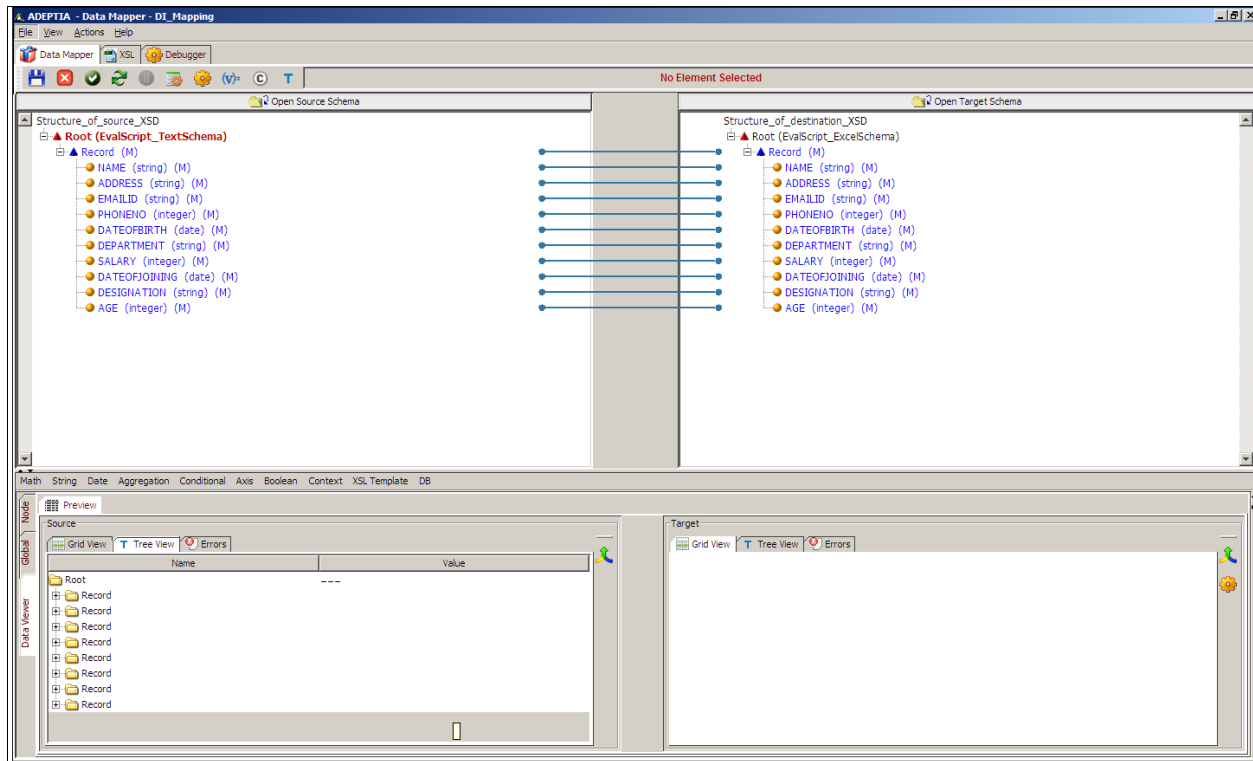 ADEPTIA - Data Mapper - DI_Mapping
File View Actions Help
Data Mapper XSL Debugger
(v)= C T No Element Selected
Open Source Schema Open Target Schema
Structure_of_source_XSD
Root (EvalScript_TextSchema)
Record (M)
NAME (string) (M)
ADDRESS (string) (M)
EMAILID (string) (M)
PHONENO (integer) (M)
DATEOFBIRTH (date) (M)
DEPARTMENT (string) (M)
SALARY (integer) (M)
DATEOFJOINING (date) (M)
DESIGNATION (string) (M)
AGE (integer) (M)
Structure_of_destination_XSD
Root (EvalScript_ExcelSchema)
Record (M)
NAME (string) (M)
ADDRESS (string) (M)
EMAILID (string) (M)
PHONENO (integer) (M)
DATEOFBIRTH (date) (M)
DEPARTMENT (string) (M)
SALARY (integer) (M)
DATEOFJOINING (date) (M)
DESIGNATION (string) (M)
AGE (integer) (M)
Math String Date Aggregation Conditional Axis Boolean Context XSL Template DB
Node
Global
Data Viewer
Preview
Source
Grid View T Tree View Errors
Name Value
Root ---
Record
Record
Record
Record
Record
Record
Record
Record
Target
Grid View T Tree View Errors